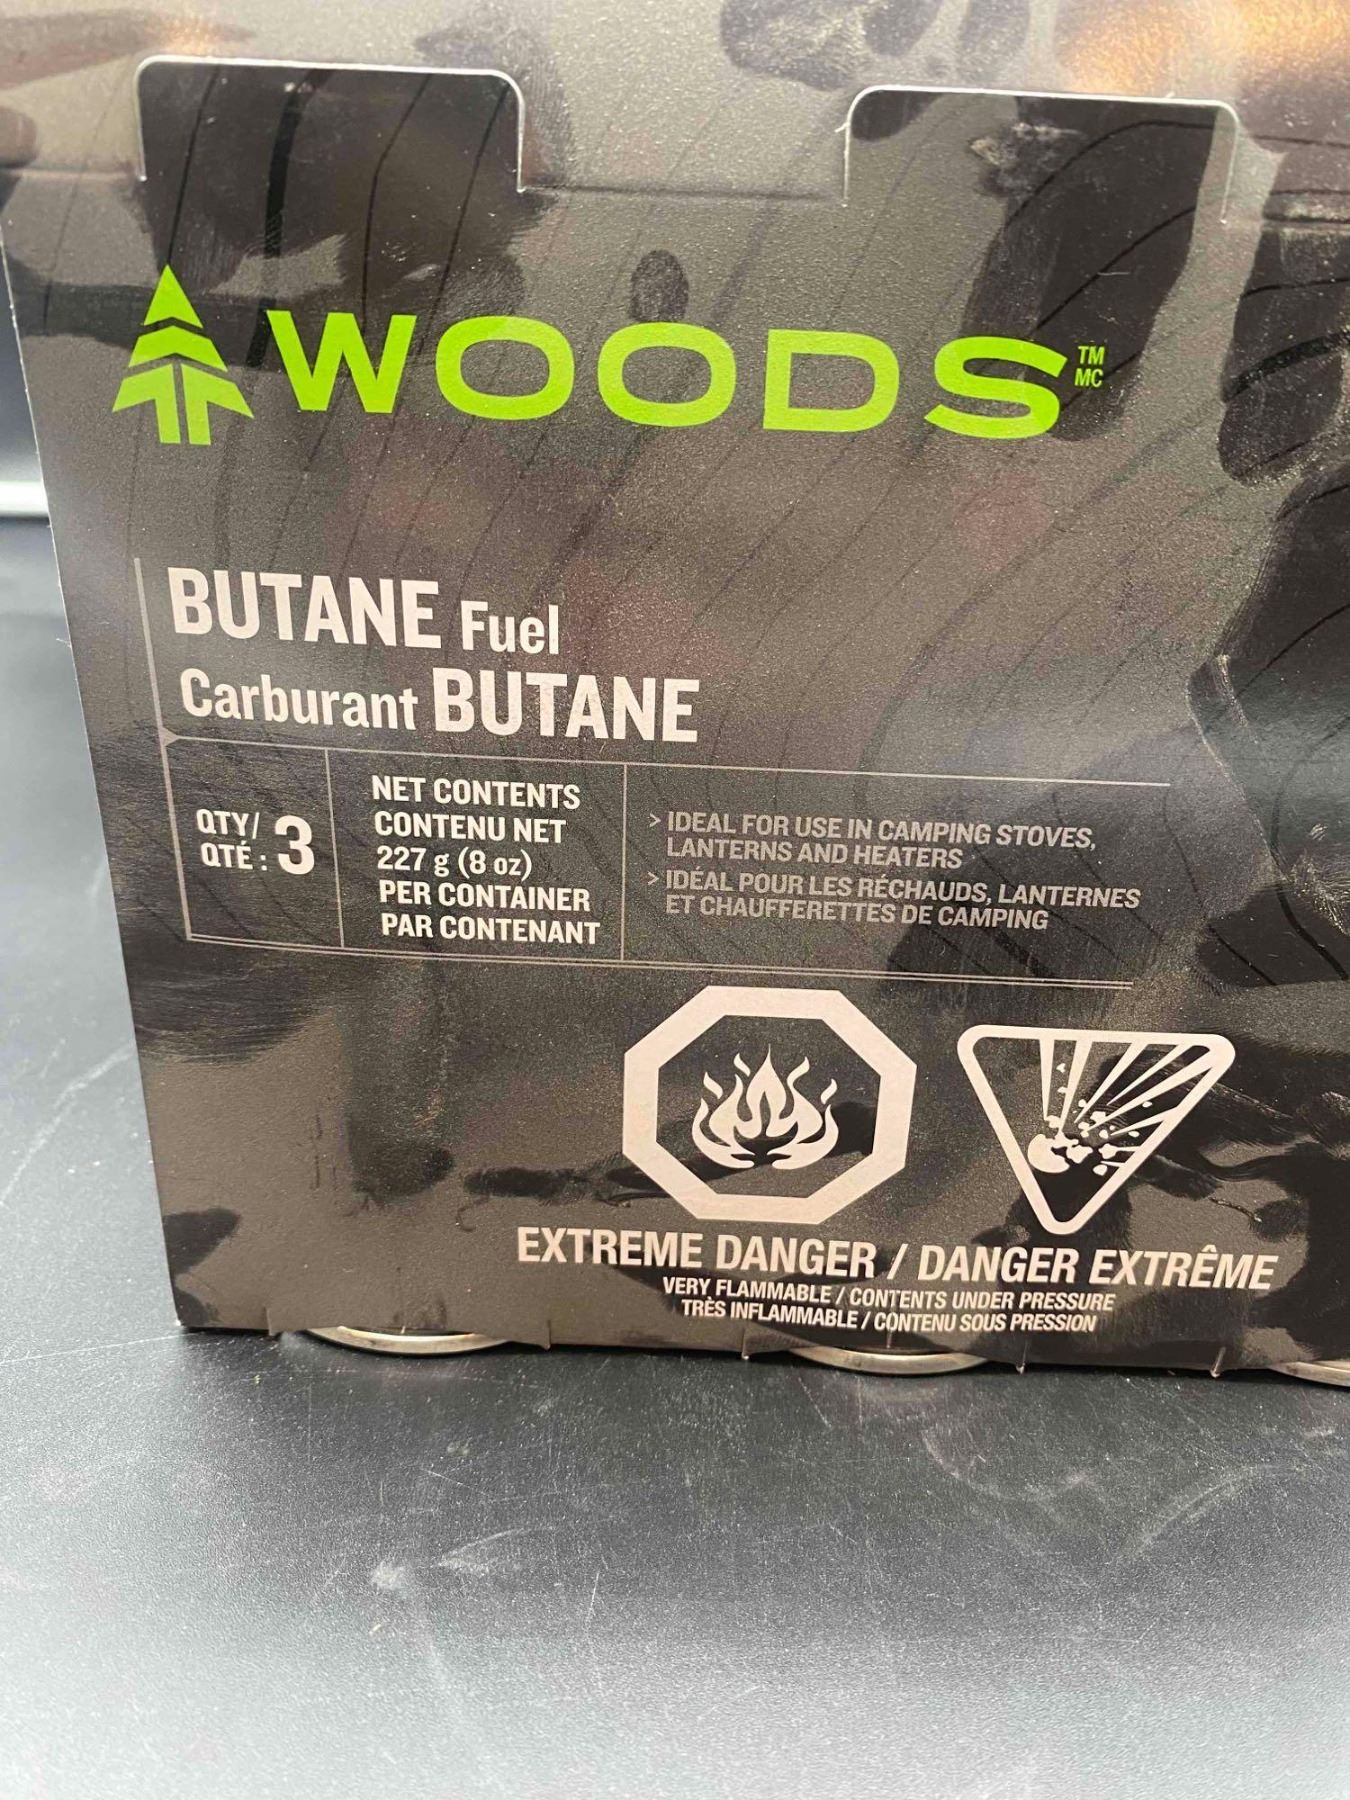 WOODS TM
MC
BUTANE Fuel
Carburant BUTANE
QTY/
QTÉ : 3
NET CONTENTS
CONTENU NET
227 g (8 oz)
PER CONTAINER
PAR CONTENANT
> IDEAL FOR USE IN CAMPING STOVES,
LANTERNS AND HEATERS
> IDÉAL POUR LES RÉCHAUDS, LANTERNES
ET CHAUFFERETTES DE CAMPING
EXTREME DANGER / DANGER EXTRÊME
VERY FLAMMABLE / CONTENTS UNDER PRESSURE
TRÈS INFLAMMABLE / CONTENU SOUS PRESSION